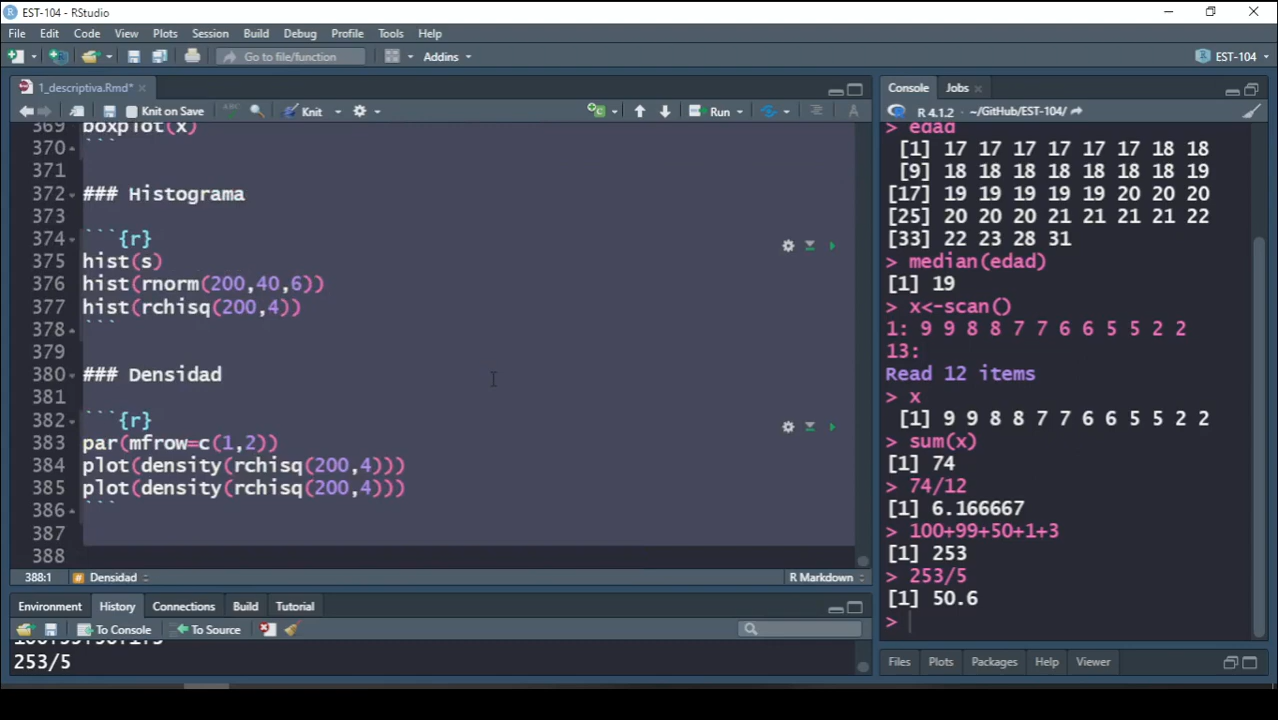 EST-104 - RStudio
File Edit Code View Plots Session Build Debug Profile Tools Help
Go to file/function Addins EST-104
1_descriptiva.Rmd*
Knit on Save Knit Run
369 boxplot(x)
370 ```
371
372 ### Histograma
373
374 ```{r}
375 hist(s)
376 hist(rnorm(200,40,6))
377 hist(rchisq(200,4))
378 ```
379
380 ### Densidad
381
382 ```{r}
383 par(mfrow=c(1,2))
384 plot(density(rchisq(200,4)))
385 plot(density(rchisq(200,4)))
386 ```
387
388
388:1 # Densidad R Markdown
Environment History Connections Build Tutorial
To Console To Source
253/5
Console Jobs
R 4.1.2 · ~/GitHub/EST-104/
> edad
[1] 17 17 17 17 17 17 18 18
[9] 18 18 18 18 18 18 18 19
[17] 19 19 19 19 19 20 20 20
[25] 20 20 20 21 21 21 21 22
[33] 22 23 28 31
> median(edad)
[1] 19
> x<-scan()
1: 9 9 8 8 7 7 6 6 5 5 2 2
13:
Read 12 items
> x
[1] 9 9 8 8 7 7 6 6 5 5 2 2
> sum(x)
[1] 74
> 74/12
[1] 6.166667
> 100+99+50+1+3
[1] 253
> 253/5
[1] 50.6
>
Files Plots Packages Help Viewer